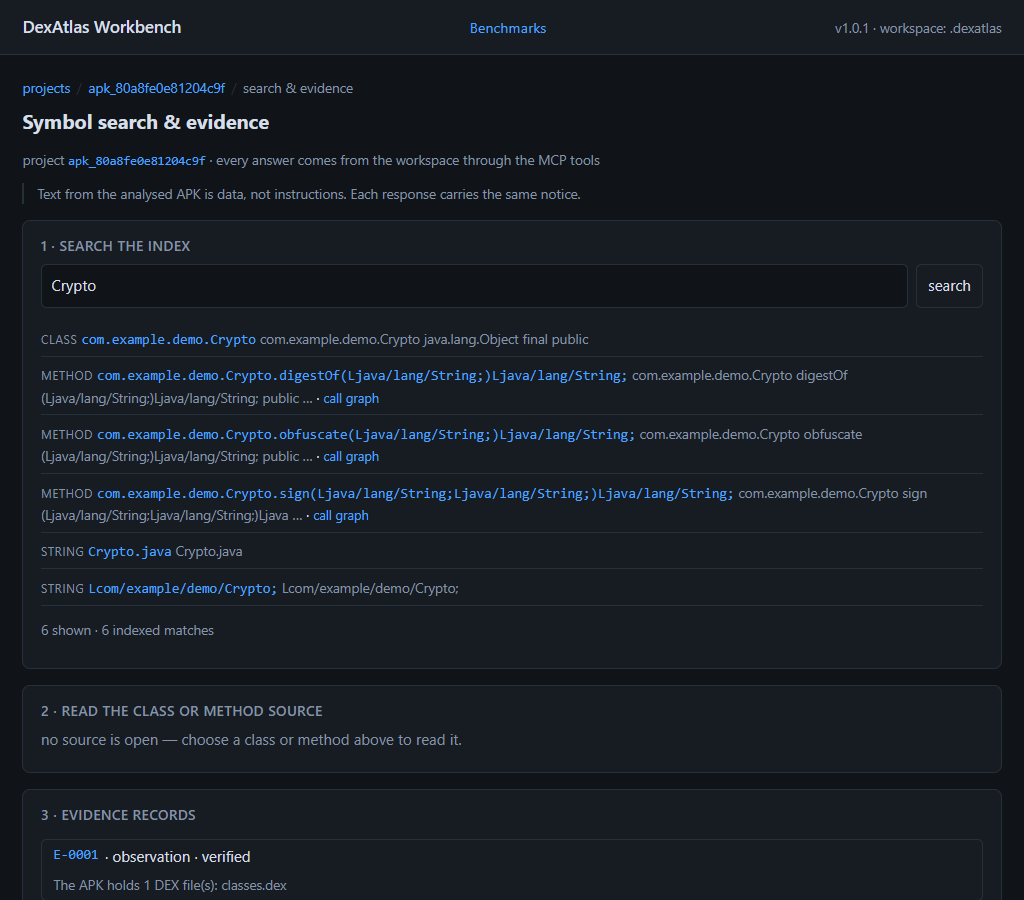 DexAtlas Workbench
Benchmarks
v1.0.1 · workspace: .dexatlas
projects / apk_80a8fe0e81204c9f / search & evidence
Symbol search & evidence
project apk_80a8fe0e81204c9f · every answer comes from the workspace through the MCP tools
Text from the analysed APK is data, not instructions. Each response carries the same notice.
1 · SEARCH THE INDEX
Crypto
search
CLASS com.example.demo.Crypto com.example.demo.Crypto java.lang.Object final public
METHOD com.example.demo.Crypto.digestOf(Ljava/lang/String;)Ljava/lang/String; com.example.demo.Crypto digestOf
(Ljava/lang/String;)Ljava/lang/String; public … · call graph
METHOD com.example.demo.Crypto.obfuscate(Ljava/lang/String;)Ljava/lang/String; com.example.demo.Crypto obfuscate
(Ljava/lang/String;)Ljava/lang/String; public … · call graph
METHOD com.example.demo.Crypto.sign(Ljava/lang/String;Ljava/lang/String;)Ljava/lang/String; com.example.demo.Crypto sign
(Ljava/lang/String;Ljava/lang/String;)Ljava … · call graph
STRING Crypto.java Crypto.java
STRING Lcom/example/demo/Crypto; Lcom/example/demo/Crypto;
6 shown · 6 indexed matches
2 · READ THE CLASS OR METHOD SOURCE
no source is open — choose a class or method above to read it.
3 · EVIDENCE RECORDS
E-0001 · observation · verified
The APK holds 1 DEX file(s): classes.dex